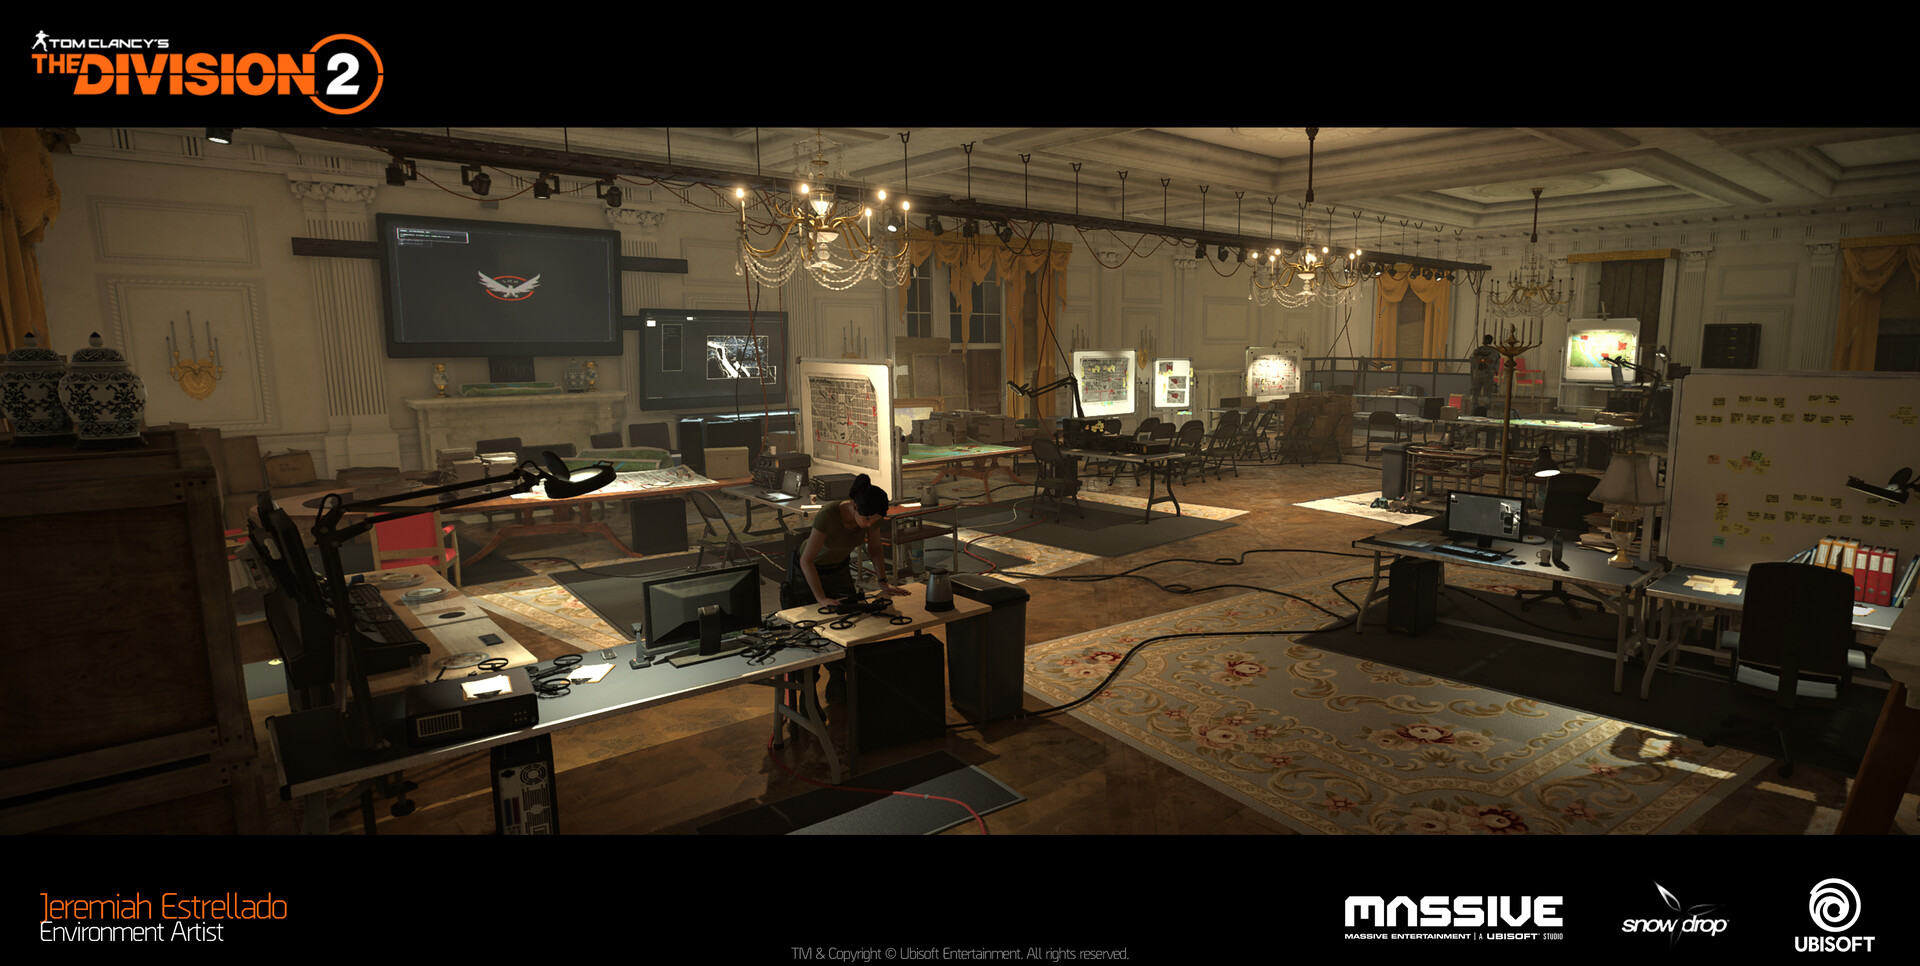 TOM CLANCY'S
THE DIVISION 2
Jeremiah Estrellado
Environment Artist
MASSIVE
MASSIVE ENTERTAINMENT | A UBISOFT STUDIO
snowdrop
UBISOFT
TM & Copyright © Ubisoft Entertainment. All rights reserved.